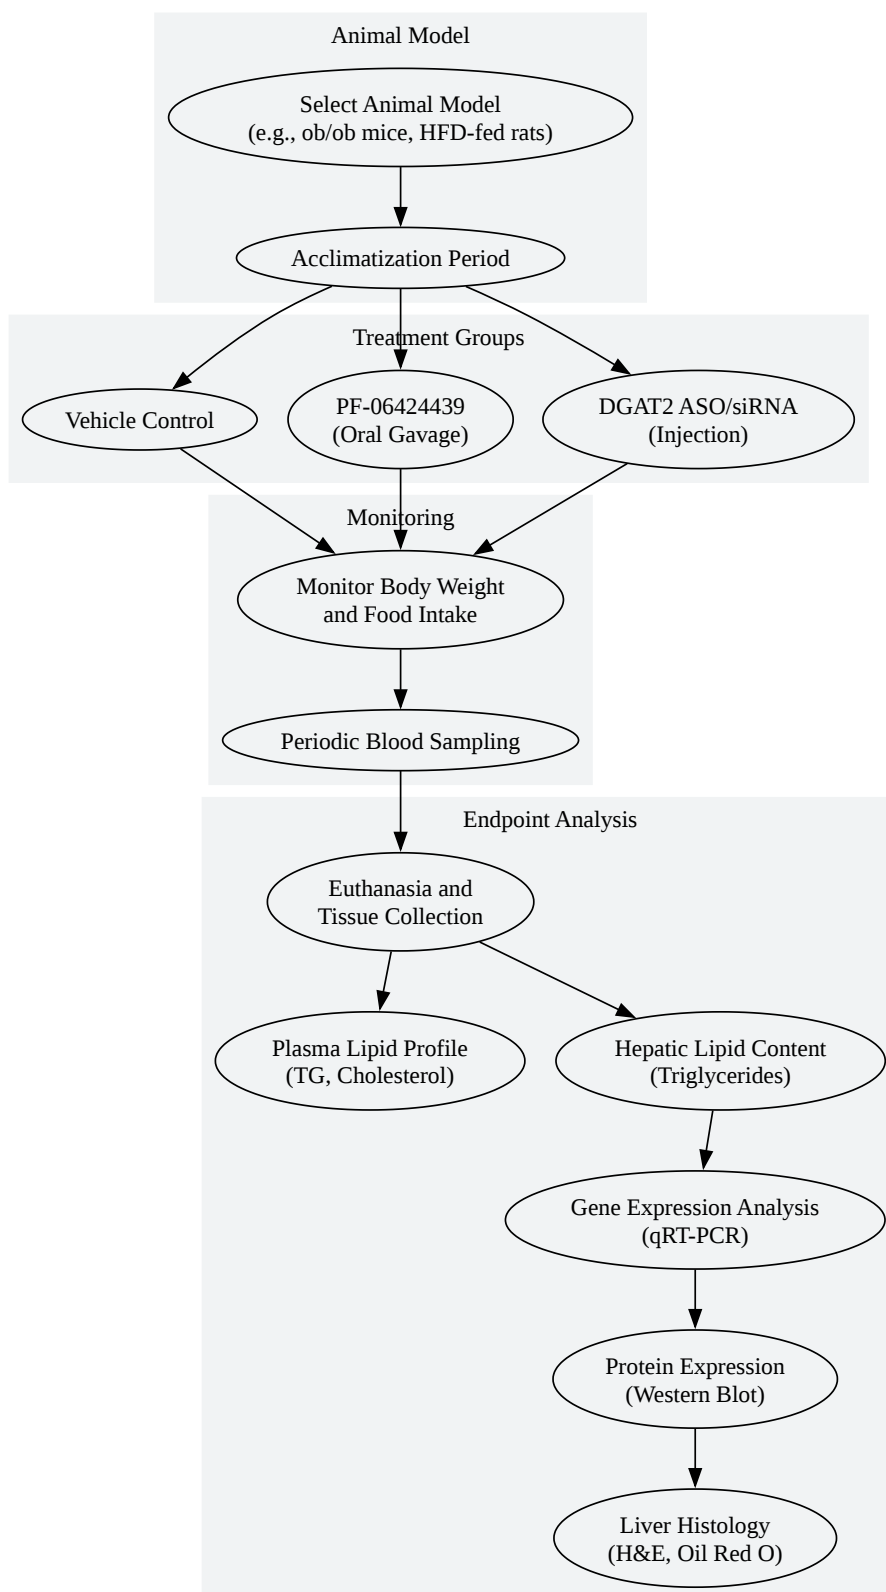 Animal Model
Select Animal Model
(e.g., ob/ob mice, HFD-fed rats)
Acclimatization Period
Treatment Groups
Vehicle Control
PF-06424439
(Oral Gavage)
DGAT2 ASO/siRNA
(Injection)
Monitoring
Monitor Body Weight
and Food Intake
Periodic Blood Sampling
Endpoint Analysis
Euthanasia and
Tissue Collection
Plasma Lipid Profile
(TG, Cholesterol)
Hepatic Lipid Content
(Triglycerides)
Gene Expression Analysis
(qRT-PCR)
Protein Expression
(Western Blot)
Liver Histology
(H&E, Oil Red O)